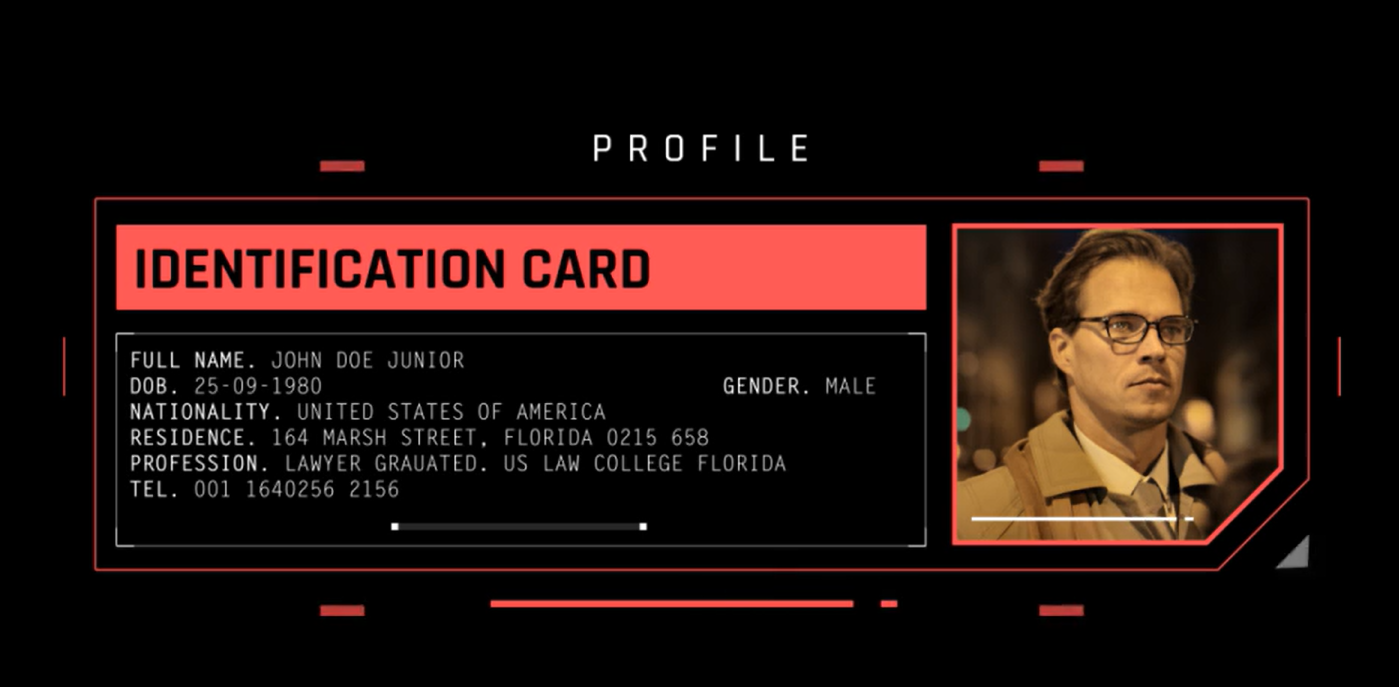 PROFILE
IDENTIFICATION CARD
FULL NAME. JOHN DOE JUNIOR
DOB. 25-09-1980 GENDER. MALE
NATIONALITY. UNITED STATES OF AMERICA
RESIDENCE. 164 MARSH STREET, FLORIDA 0215 658
PROFESSION. LAWYER GRAUATED. US LAW COLLEGE FLORIDA
TEL. 001 1640256 2156